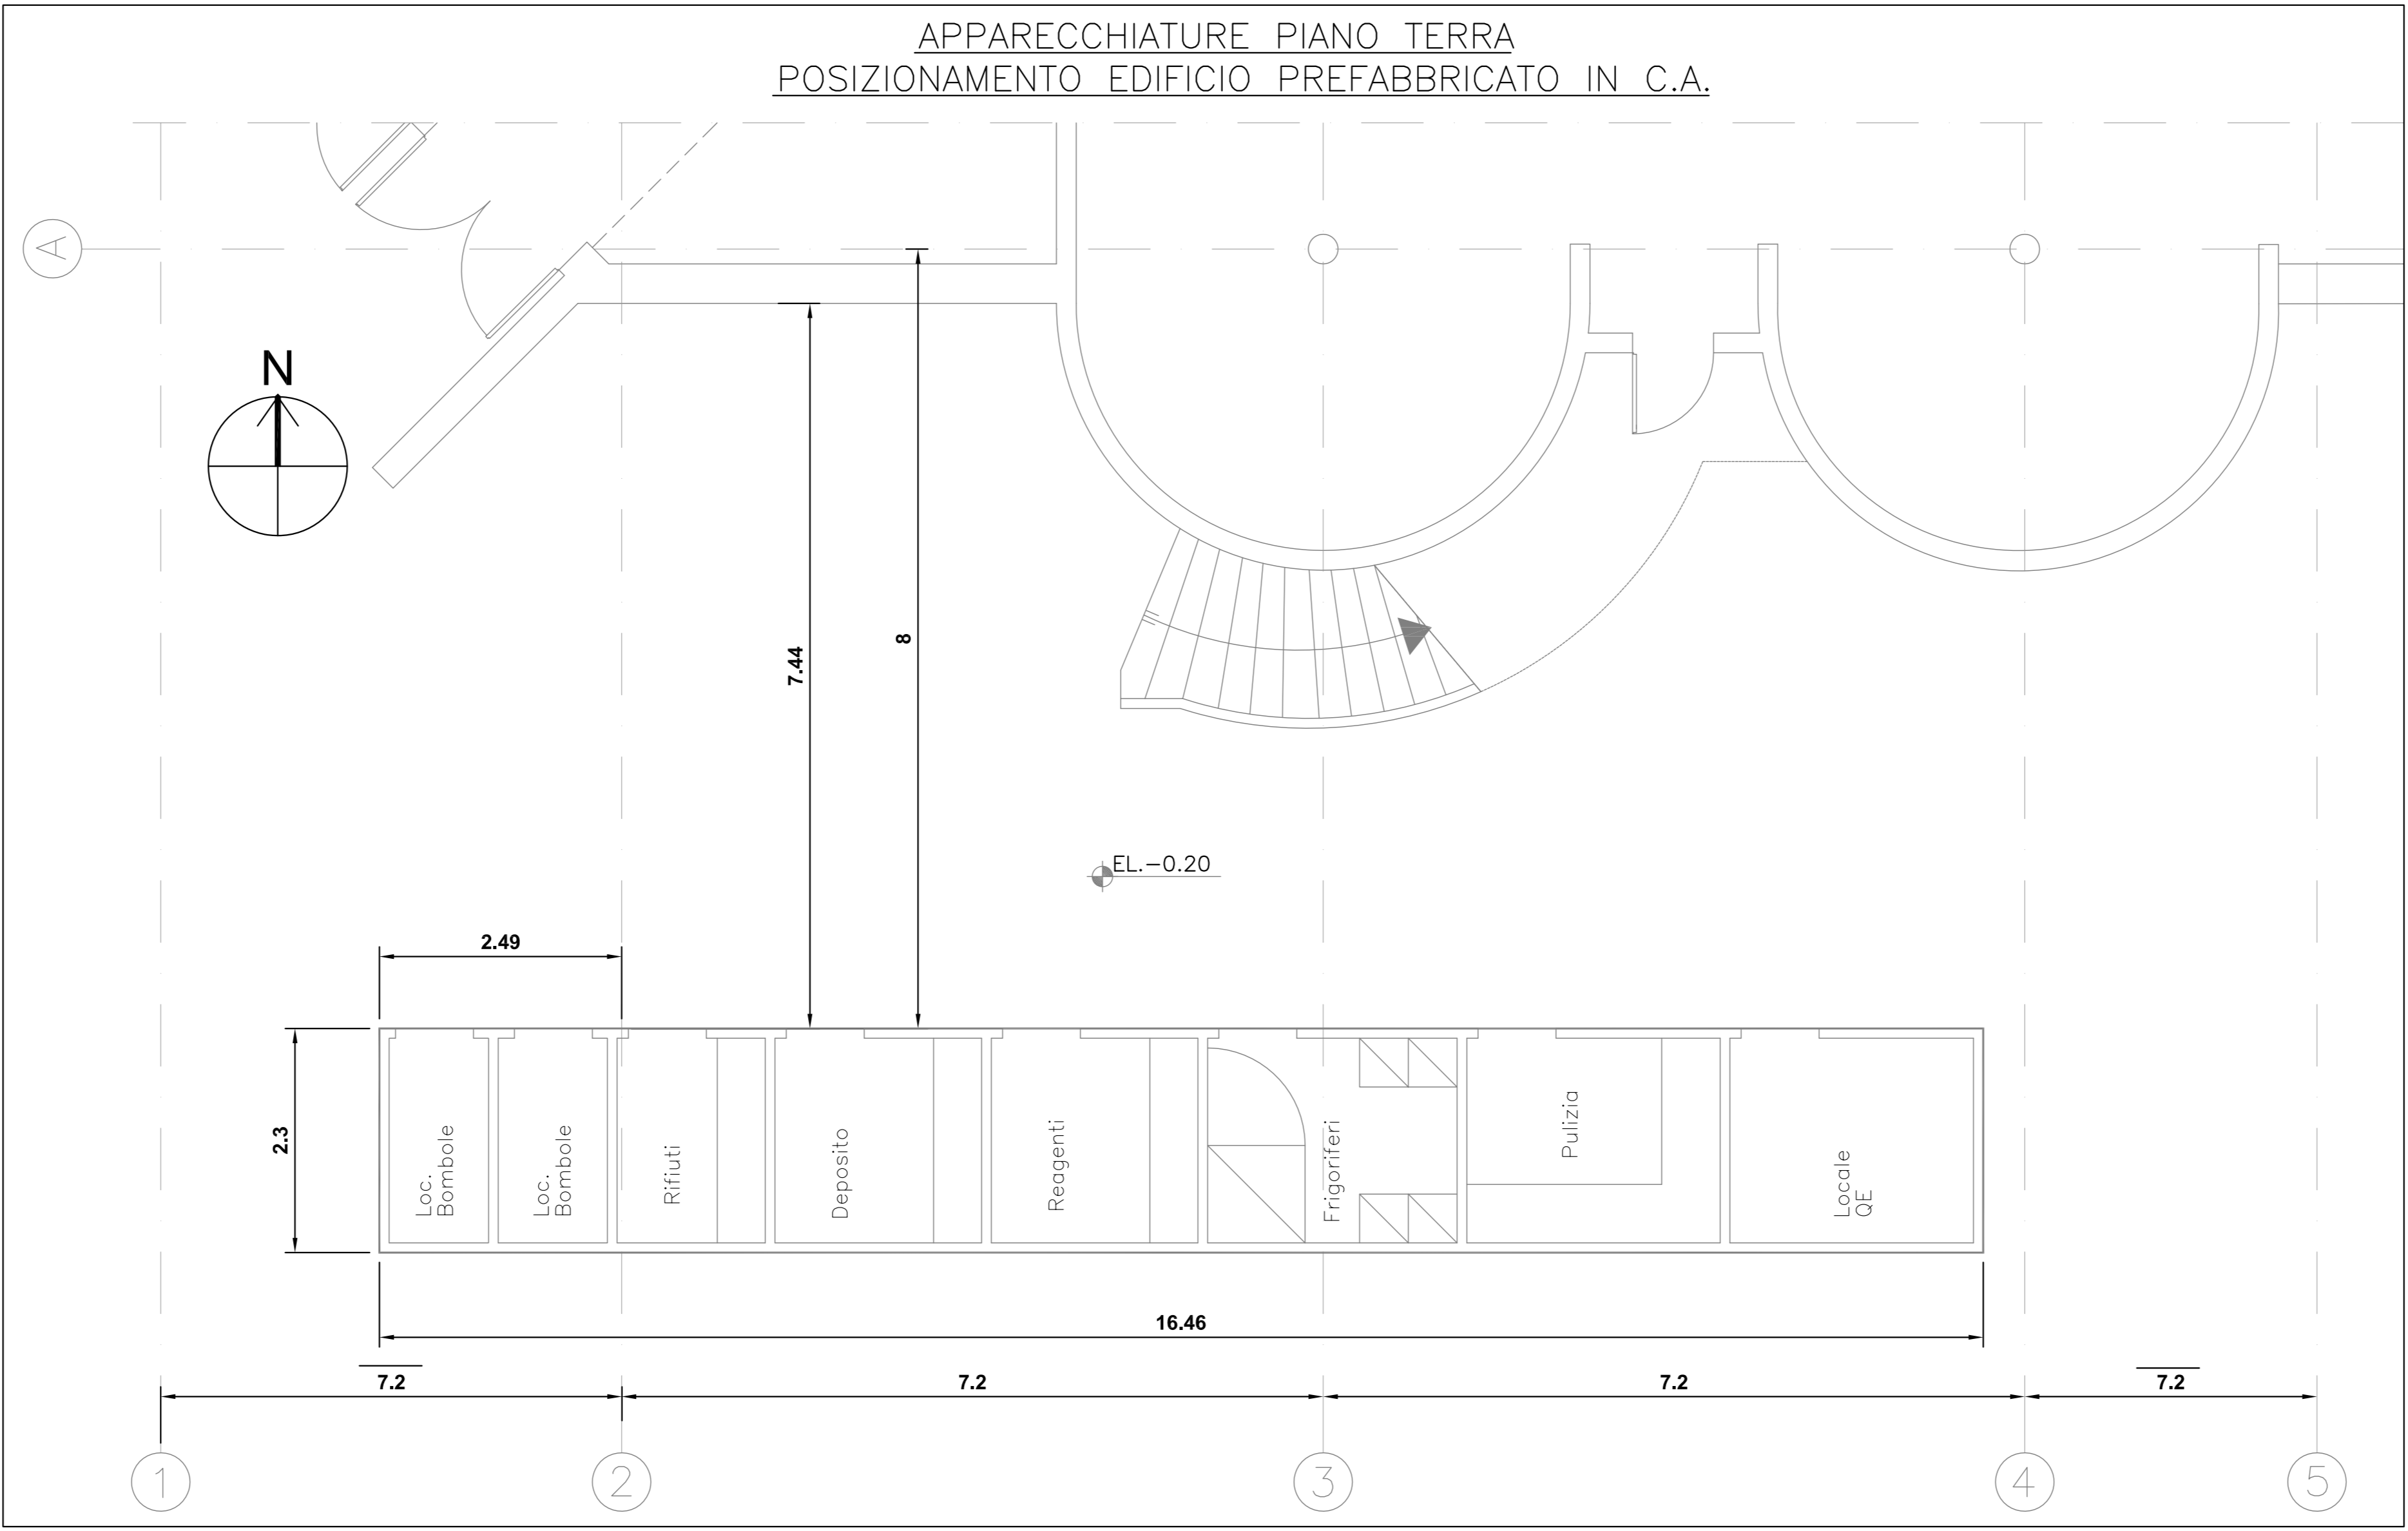 APPARECCHIATURE PIANO TERRA
POSIZIONAMENTO EDIFICIO PREFABBRICATO IN C.A.
A
N
7.44
8
EL.-0.20
2.49
2.3
Loc.
Bombole
Loc.
Bombole
Rifiuti
Deposito
Reagenti
Frigoriferi
Pulizia
Locale
QE
16.46
7.2
7.2
7.2
7.2
1
2
3
4
5